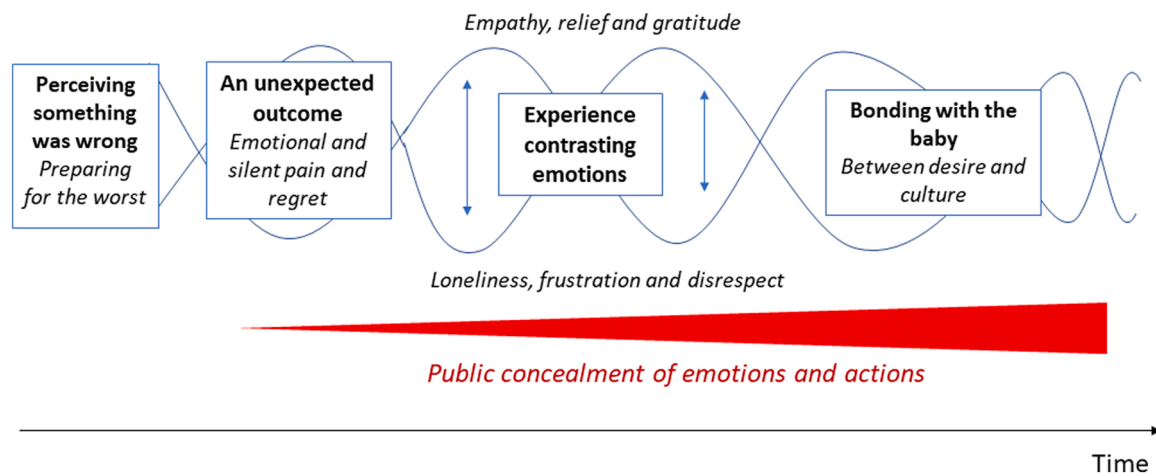 Empathy, relief and gratitude
Perceiving
something
was wrong
Preparing
for the worst
An unexpected
outcome
Emotional and
silent pain and
regret
Experience
contrasting
emotions
Bonding with the
baby
Between desire and
culture
Loneliness, frustration and disrespect
Public concealment of emotions and actions
Time